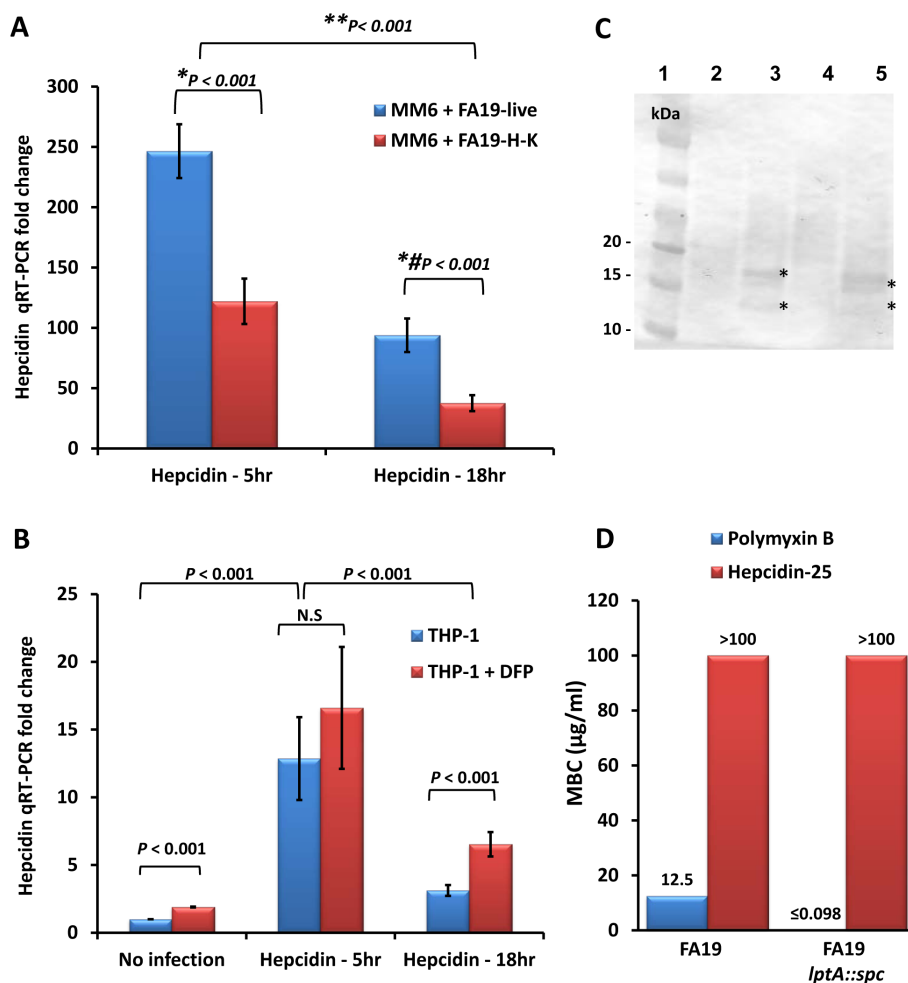 A
**P< 0.001
*P < 0.001
MM6 + FA19-live
MM6 + FA19-H-K
*#P < 0.001
Hepcidin qRT-PCR fold change
300
250
200
150
100
50
0
Hepcidin - 5hr
Hepcidin - 18hr
C
1 2 3 4 5
kDa
20 -
15 -
10 -
*
*
*
*
B
P < 0.001
P < 0.001
N.S
THP-1
THP-1 + DFP
P < 0.001
P < 0.001
Hepcidin qRT-PCR fold change
25
20
15
10
5
0
No infection
Hepcidin - 5hr
Hepcidin - 18hr
D
Polymyxin B
Hepcidin-25
MBC (µg/ml)
120
100
80
60
40
20
0
>100
>100
12.5
≤0.098
FA19
FA19
lptA::spc